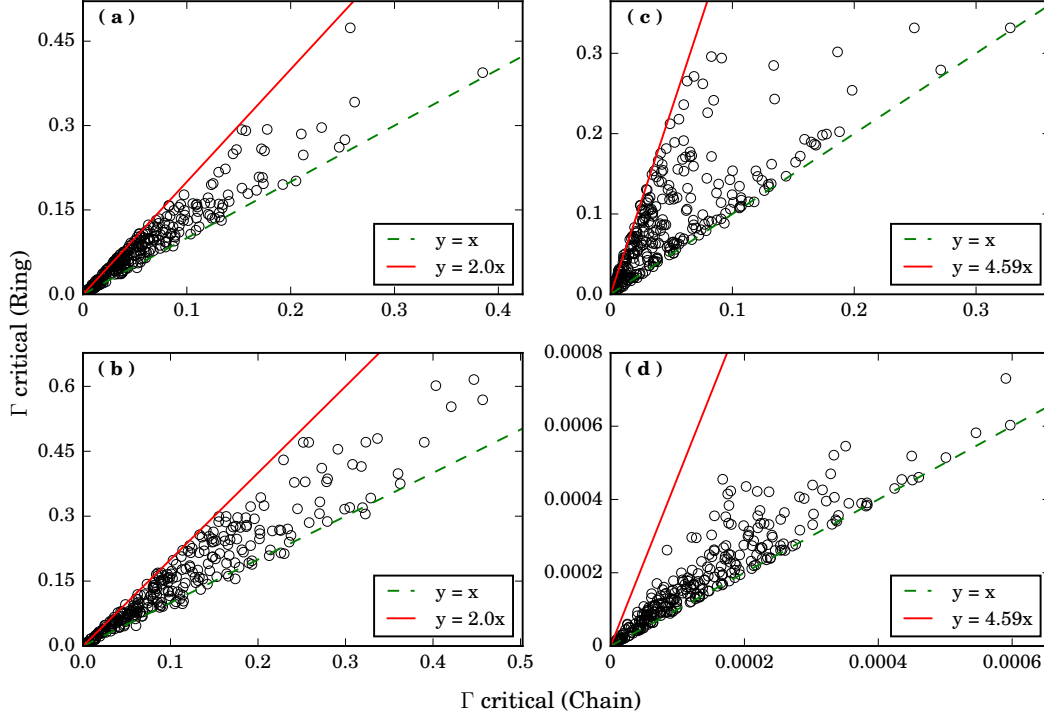 ( a )
0.45
0.3
0.15
0.0
0.0
0.1
0.2
0.3
0.4
y = x
y = 2.0x
( c )
0.3
0.2
0.1
0.0
0
0.1
0.2
0.3
y = x
y = 4.59x
( b )
0.6
0.45
0.3
0.15
0.0
0.0
0.1
0.2
0.3
0.4
0.5
y = x
y = 2.0x
( d )
0.0008
0.0006
0.0004
0.0002
0
0
0.0002
0.0004
0.0006
y = x
y = 4.59x
Γ critical (Ring)
Γ critical (Chain)